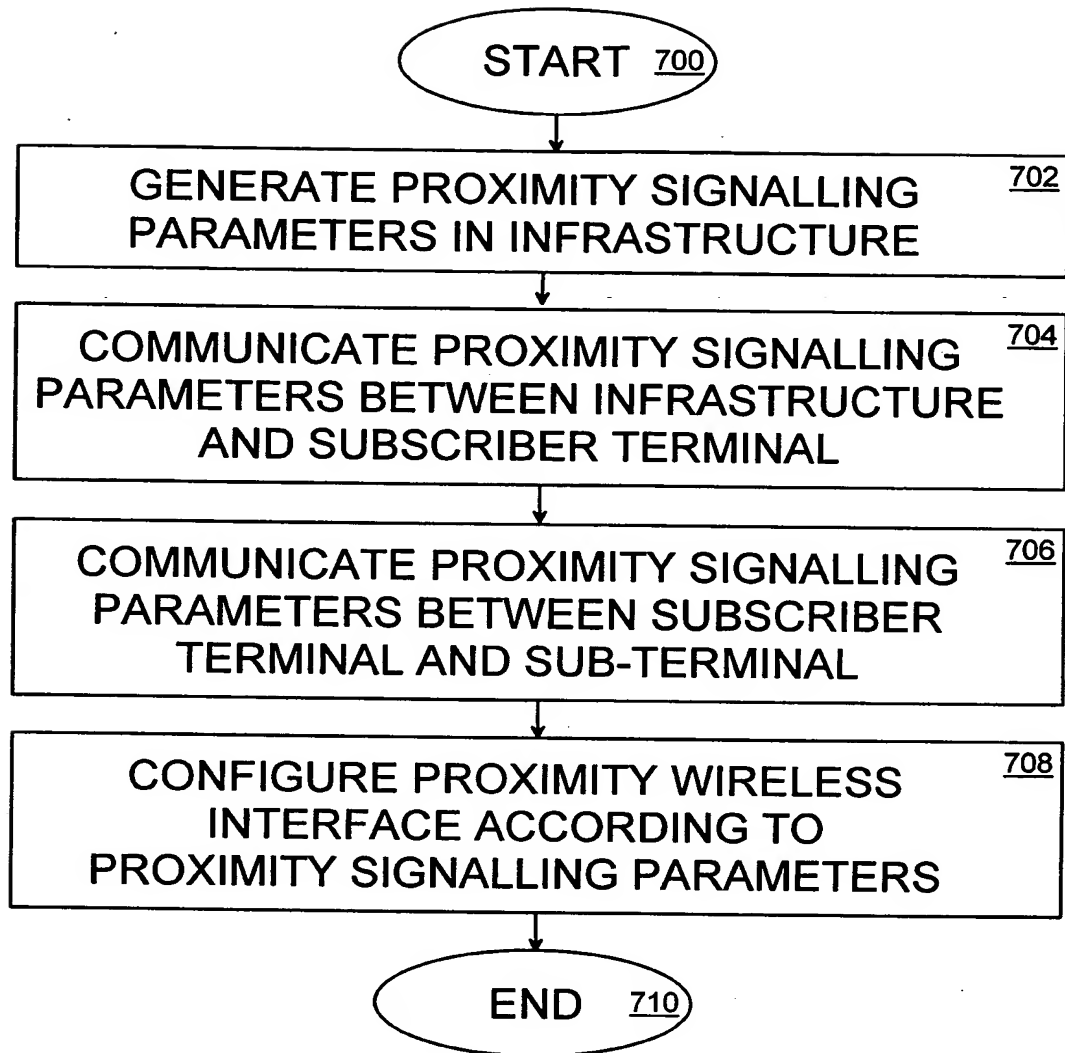 START 700
GENERATE PROXIMITY SIGNALLING 702
PARAMETERS IN INFRASTRUCTURE
COMMUNICATE PROXIMITY SIGNALLING 704
PARAMETERS BETWEEN INFRASTRUCTURE
AND SUBSCRIBER TERMINAL
COMMUNICATE PROXIMITY SIGNALLING 706
PARAMETERS BETWEEN SUBSCRIBER
TERMINAL AND SUB-TERMINAL
CONFIGURE PROXIMITY WIRELESS 708
INTERFACE ACCORDING TO
PROXIMITY SIGNALLING PARAMETERS
END 710